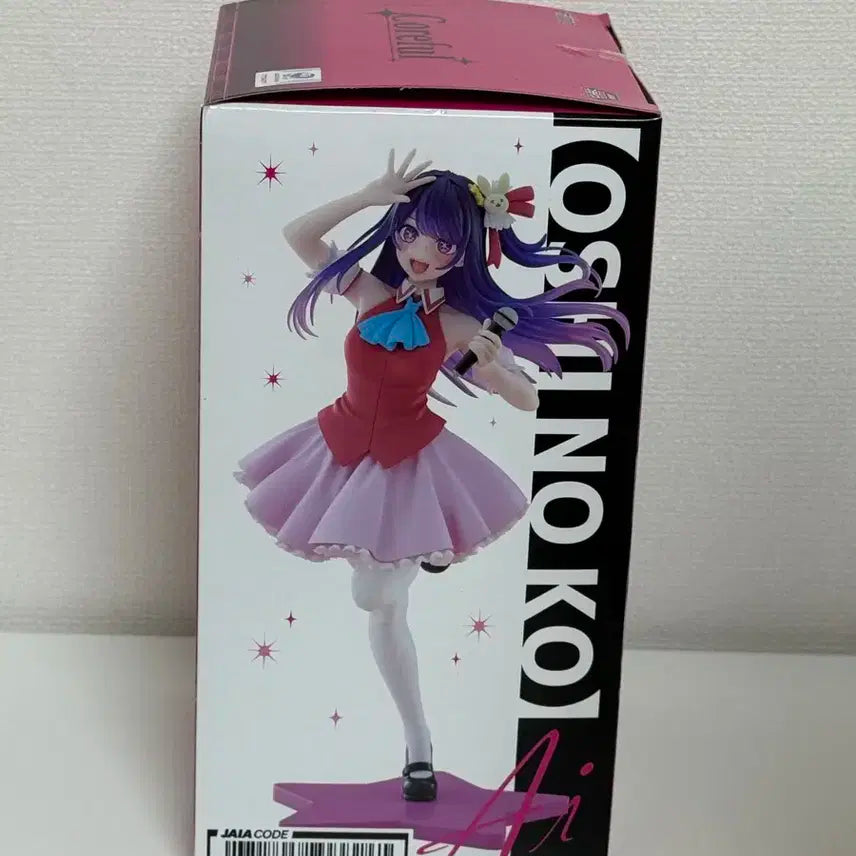 Coreful
【OSHI NO KO】
Ai
JAIA CODE